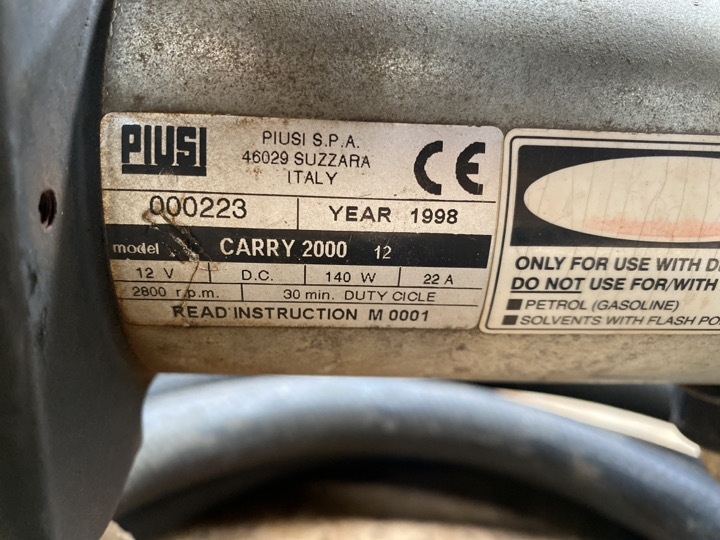 PIUSI
PIUSI S.P.A.
46029 SUZZARA
ITALY
CE
000223 YEAR 1998
model CARRY 2000 12
12 V D.C. 140 W 22 A
2800 r.p.m. 30 min. DUTY CICLE
READ INSTRUCTION M 0001
ONLY FOR USE WITH
DO NOT USE FOR/WITH
PETROL (GASOLINE)
SOLVENTS WITH FLASH